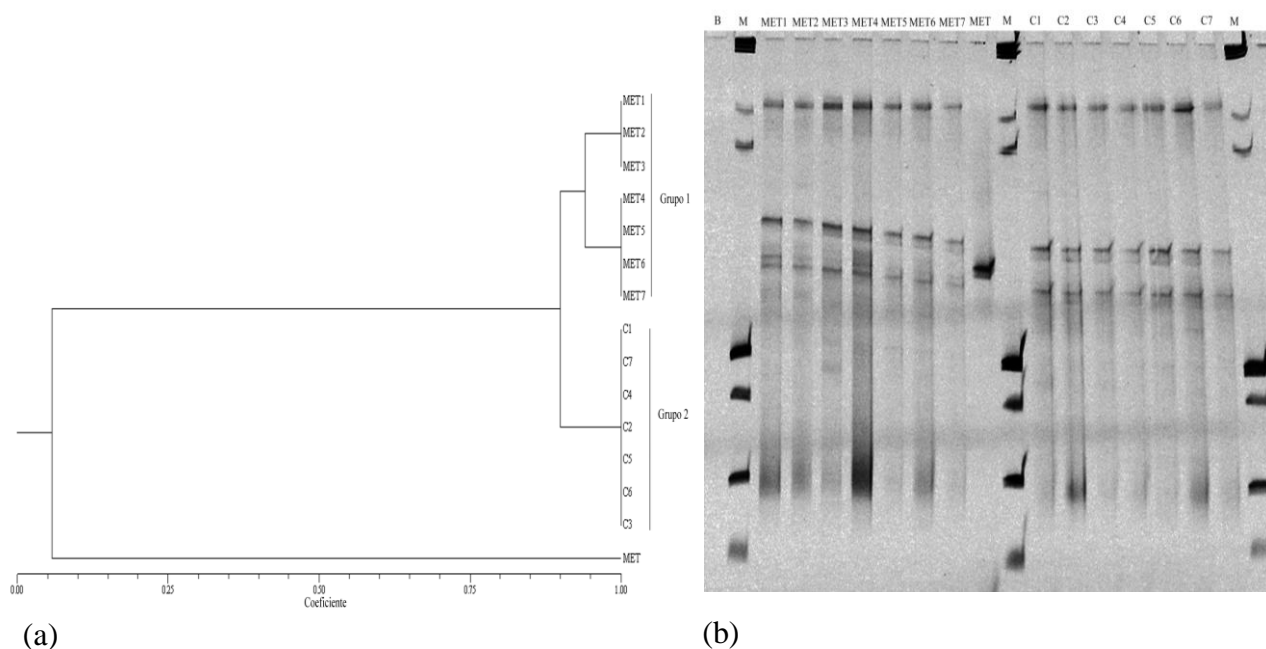 MET1
MET2
MET3
MET4
MET5
MET6
MET7
Grupo 1
C1
C7
C4
C2
C5
C6
C3
Grupo 2
MET
0.00 0.25 0.50 0.75 1.00
Coeficiente
(a)
B M MET1 MET2 MET3 MET4 MET5 MET6 MET7 MET M C1 C2 C3 C4 C5 C6 C7 M
(b)